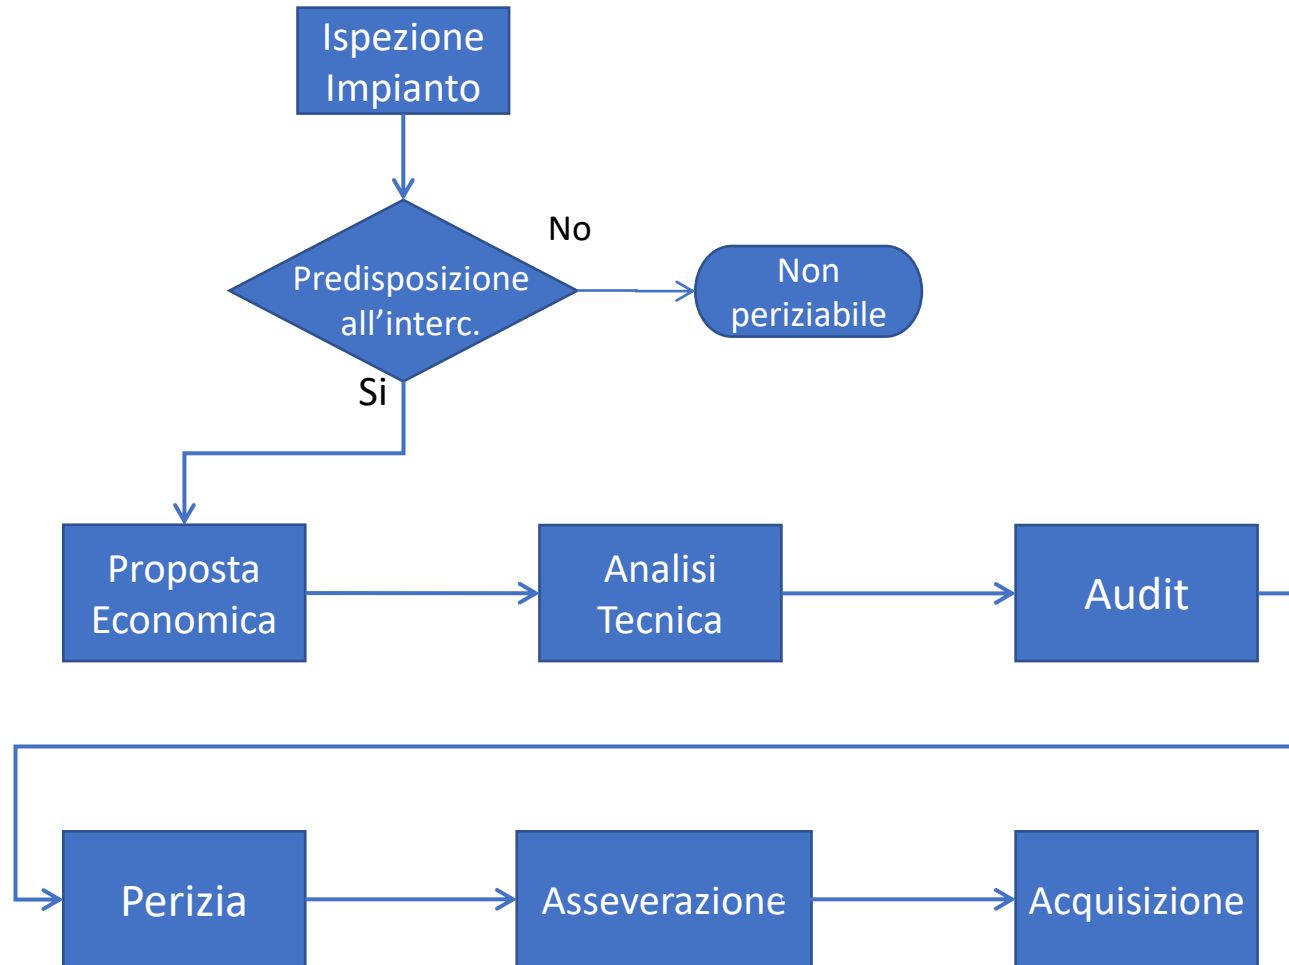 Ispezione
Impianto
No
Predisposizione
all’interc.
Non
periziabile
Si
Proposta
Economica
Analisi
Tecnica
Audit
Perizia
Asseverazione
Acquisizione